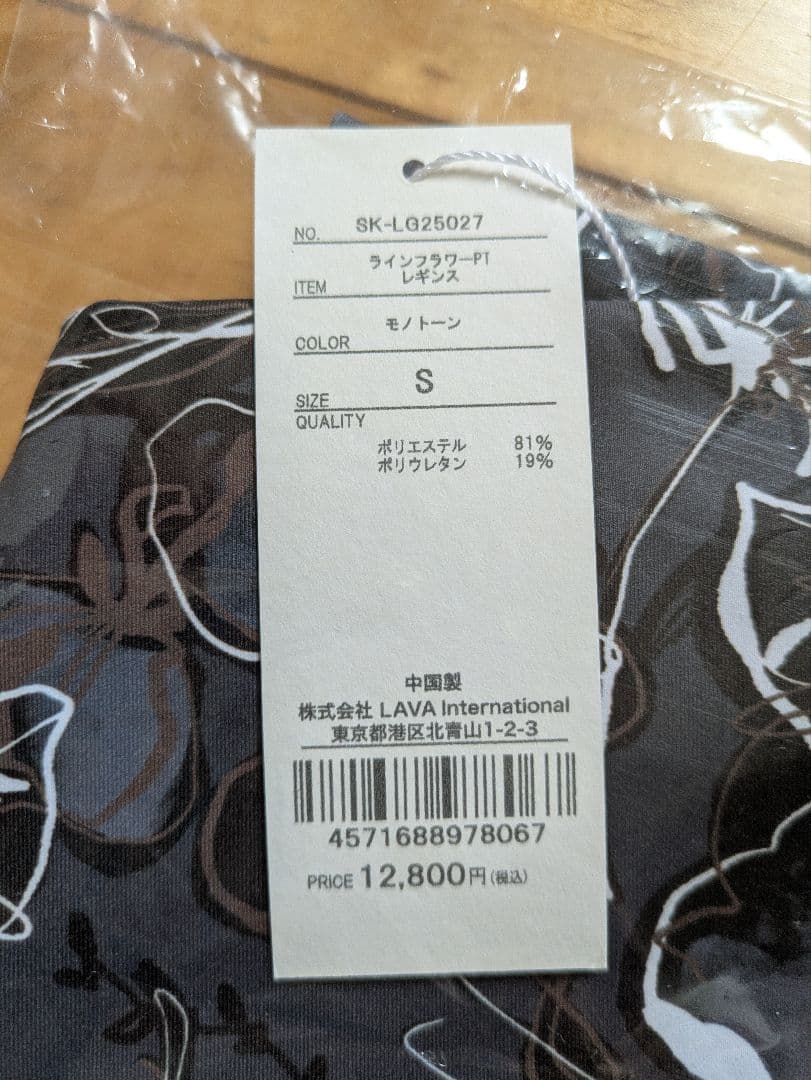 NO. SK-LG25027
ITEM ラインフラワーPT
レギンス
COLOR モノトーン
SIZE S
QUALITY
ポリエステル 81%
ポリウレタン 19%
中国製
株式会社 LAVA International
東京都港区北青山1-2-3
4571688978067
PRICE 12,800円(税込)